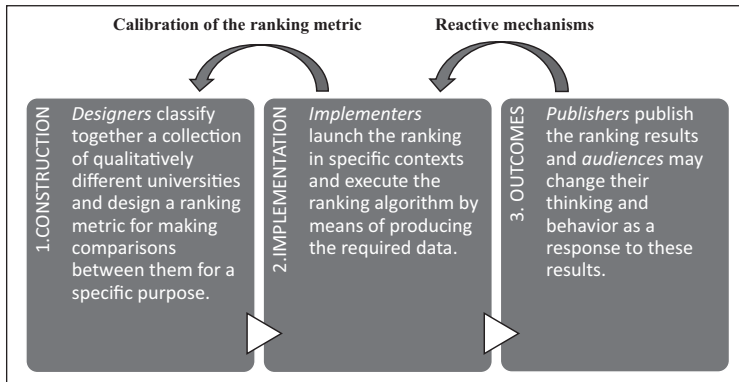 Calibration of the ranking metric
Reactive mechanisms
1.CONSTRUCTION
Designers classify
together a collection
of qualitatively
different universities
and design a ranking
metric for making
comparisons
between them for a
specific purpose.
2.IMPLEMENTATION
Implementers
launch the ranking
in specific contexts
and execute the
ranking algorithm by
means of producing
the required data.
3. OUTCOMES
Publishers publish
the ranking results
and audiences may
change their
thinking and
behavior as a
response to these
results.